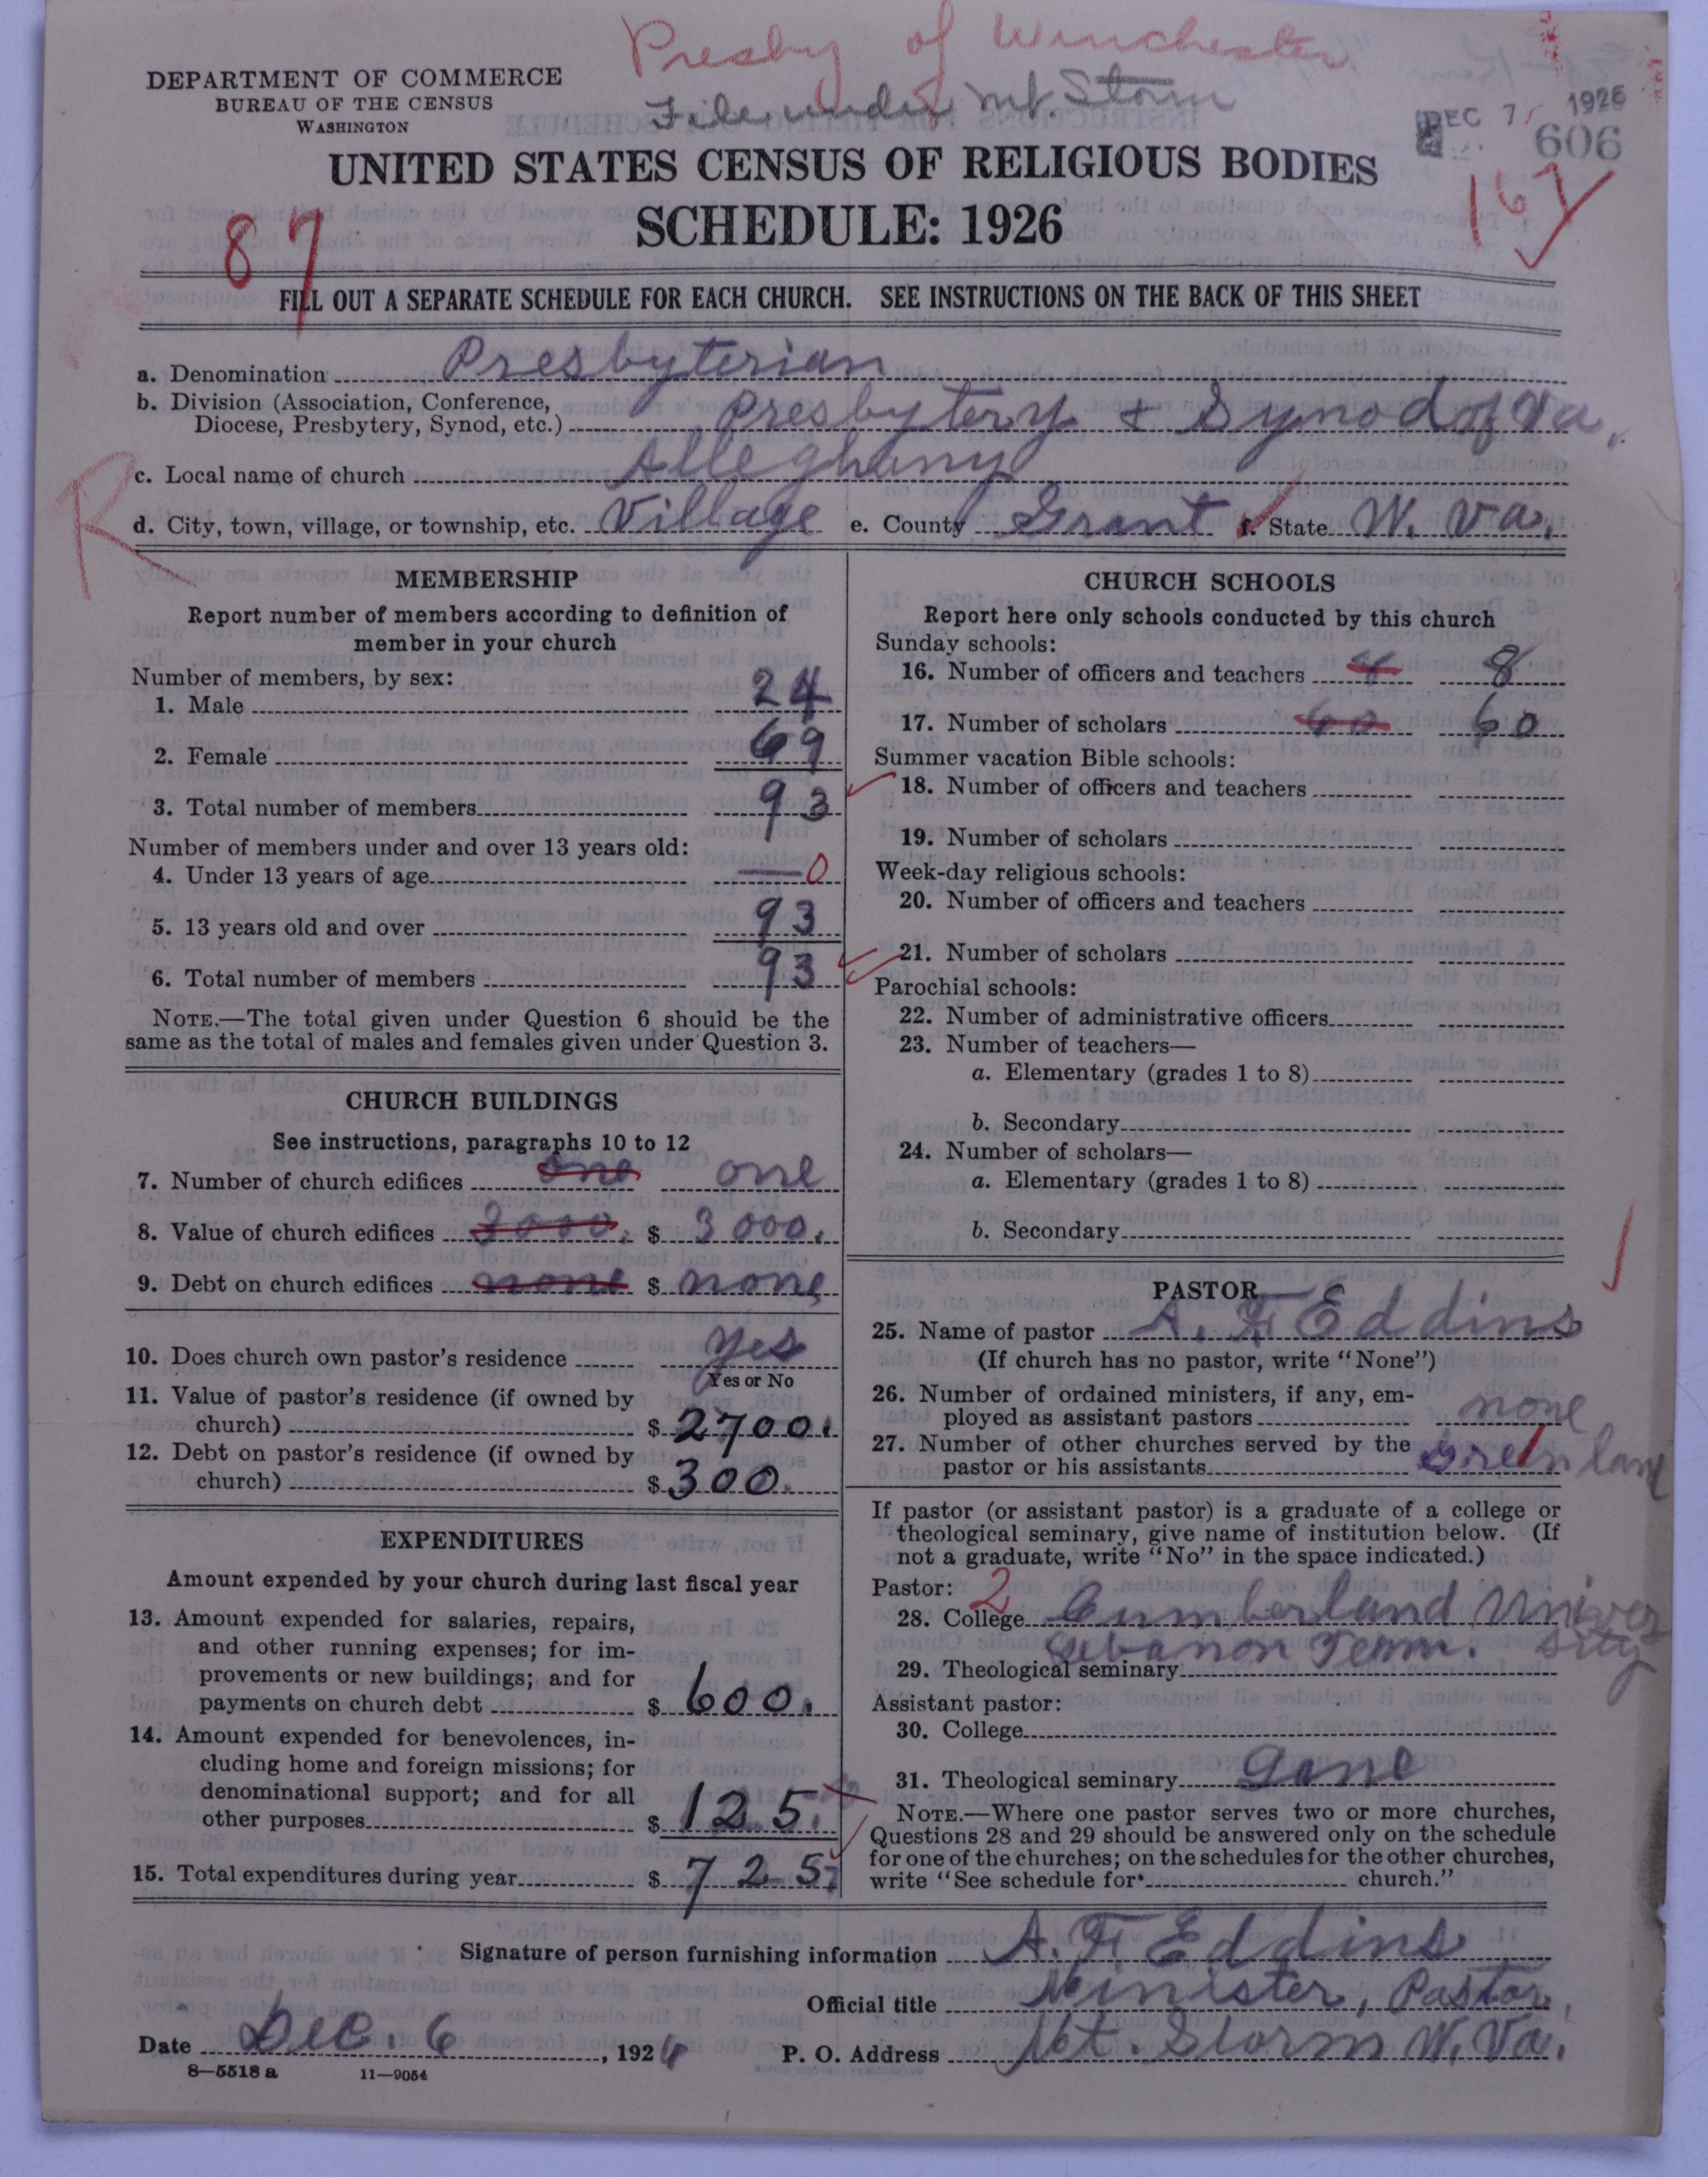 Presby of Winchester
File under Mt. Storm
DEPARTMENT OF COMMERCE
BUREAU OF THE CENSUS
WASHINGTON
DEC 7 1926
606
UNITED STATES CENSUS OF RELIGIOUS BODIES
SCHEDULE: 1926
87
167
FILL OUT A SEPARATE SCHEDULE FOR EACH CHURCH. SEE INSTRUCTIONS ON THE BACK OF THIS SHEET
a. Denomination Presbyterian
b. Division (Association, Conference,
Diocese, Presbytery, Synod, etc.) Presbytery & Synod of Va.
c. Local name of church Alleghany
R
d. City, town, village, or township, etc. Village e. County Grant f. State W. Va.
MEMBERSHIP
Report number of members according to definition of
member in your church
Number of members, by sex:
1. Male 24
2. Female 69
3. Total number of members 93
Number of members under and over 13 years old:
4. Under 13 years of age — 0
5. 13 years old and over 93
6. Total number of members 93
NOTE.—The total given under Question 6 should be the
same as the total of males and females given under Question 3.
CHURCH BUILDINGS
See instructions, paragraphs 10 to 12
7. Number of church edifices one one
8. Value of church edifices 3000. $ 3000.
9. Debt on church edifices none $ none
10. Does church own pastor's residence yes
Yes or No
11. Value of pastor's residence (if owned by
church) $ 2700.
12. Debt on pastor's residence (if owned by
church) $ 300.
EXPENDITURES
Amount expended by your church during last fiscal year
13. Amount expended for salaries, repairs,
and other running expenses; for im-
provements or new buildings; and for
payments on church debt $ 600.
14. Amount expended for benevolences, in-
cluding home and foreign missions; for
denominational support; and for all
other purposes $ 125.
15. Total expenditures during year $ 725.
CHURCH SCHOOLS
Report here only schools conducted by this church
Sunday schools:
16. Number of officers and teachers 8 8
17. Number of scholars 60 60
Summer vacation Bible schools:
18. Number of officers and teachers
19. Number of scholars
Week-day religious schools:
20. Number of officers and teachers
21. Number of scholars
Parochial schools:
22. Number of administrative officers
23. Number of teachers—
a. Elementary (grades 1 to 8)
b. Secondary
24. Number of scholars—
a. Elementary (grades 1 to 8)
b. Secondary
PASTOR
25. Name of pastor A. F. Eddins
(If church has no pastor, write "None")
26. Number of ordained ministers, if any, em-
ployed as assistant pastors none
27. Number of other churches served by the
pastor or his assistants Greenland 1
If pastor (or assistant pastor) is a graduate of a college or
theological seminary, give name of institution below. (If
not a graduate, write "No" in the space indicated.)
Pastor: 2
28. College Cumberland Univer
Lebanon Tenn. sity
29. Theological seminary
Assistant pastor:
30. College
31. Theological seminary
NOTE.—Where one pastor serves two or more churches,
Questions 28 and 29 should be answered only on the schedule
for one of the churches; on the schedules for the other churches,
write "See schedule for church."
Signature of person furnishing information A. F. Eddins
Official title Minister, Pastor,
Date Dec. 6, 1926 P. O. Address Mt. Storm W. Va.
8—5518 a 11—9054